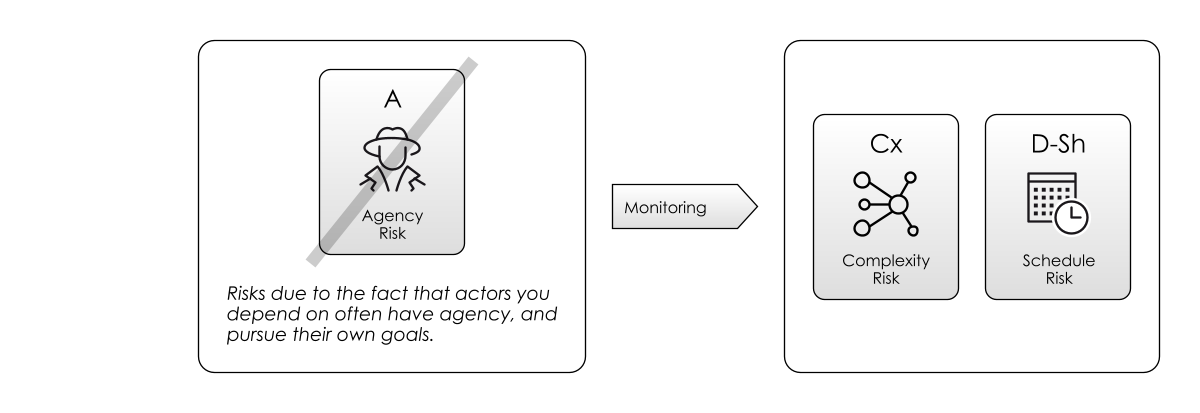 A
Agency
Risk
Risks due to the fact that actors you
depend on often have agency, and
pursue their own goals.
Monitoring
Cx
Complexity
Risk
D-Sh
Schedule
Risk